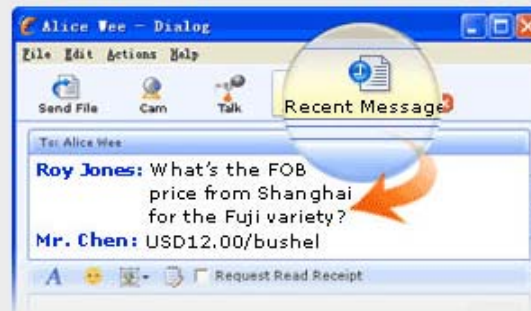 Alice Wee - Dialog
File Edit Actions Help
Send File Cam Talk Recent Message
To: Alice Wee
Roy Jones: What's the FOB
price from Shanghai
for the Fuji variety?
Mr. Chen: USD12.00/bushel
A Request Read Receipt